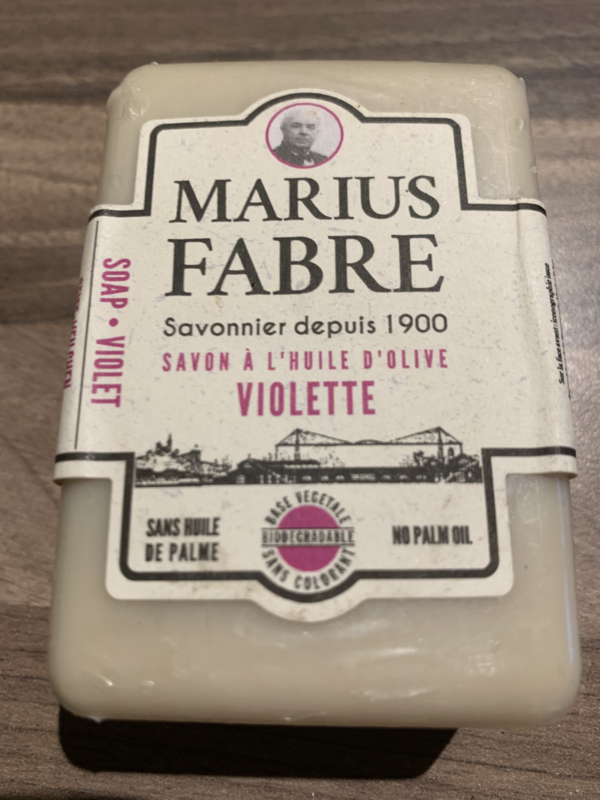 MARIUS
FABRE
Savonnier depuis 1900
SAVON À L'HUILE D'OLIVE
VIOLETTE
SANS HUILE
DE PALME
BASE VEGETALE
BIODEGRADABLE
SANS COLORANT
NO PALM OIL
SOAP • VIOLET